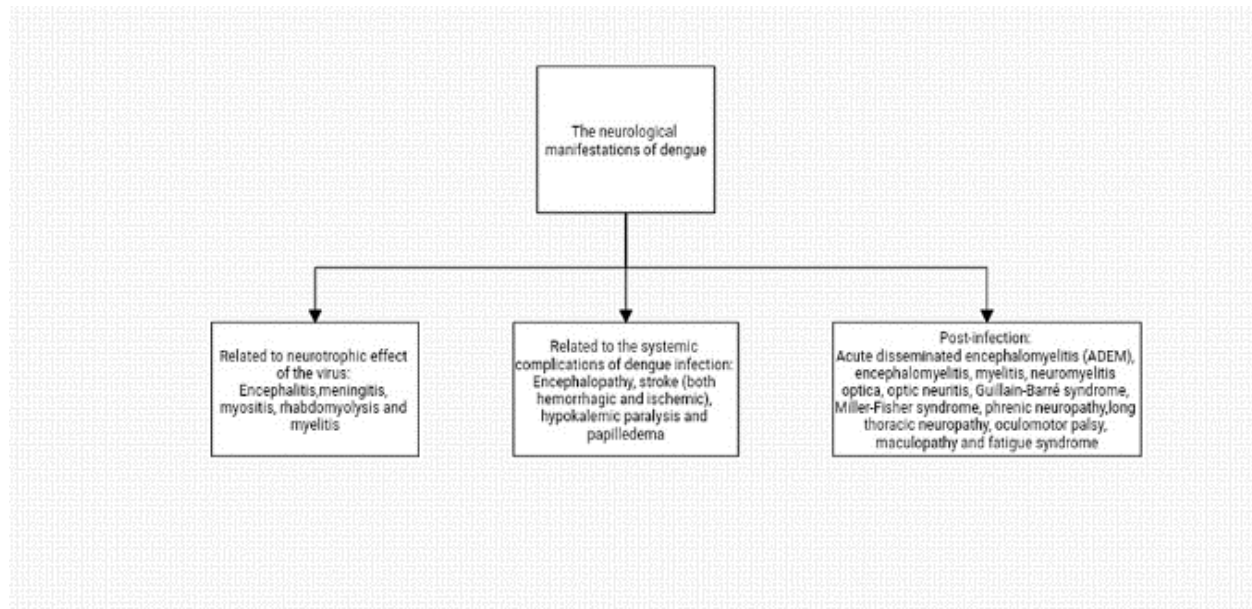 The neurological
manifestations of dengue
Related to neurotrophic effect
of the virus:
Encephalitis,meningitis,
myositis, rhabdomyolysis and
myelitis
Related to the systemic
complications of dengue infection:
Encephalopathy, stroke (both
hemorrhagic and ischemic),
hypokalemic paralysis and
papilledema
Post-infection:
Acute disseminated encephalomyelitis (ADEM),
encephalomyelitis, myelitis, neuromyelitis
optica, optic neuritis, Guillain-Barré syndrome,
Miller-Fisher syndrome, phrenic neuropathy,long
thoracic neuropathy, oculomotor palsy,
maculopathy and fatigue syndrome